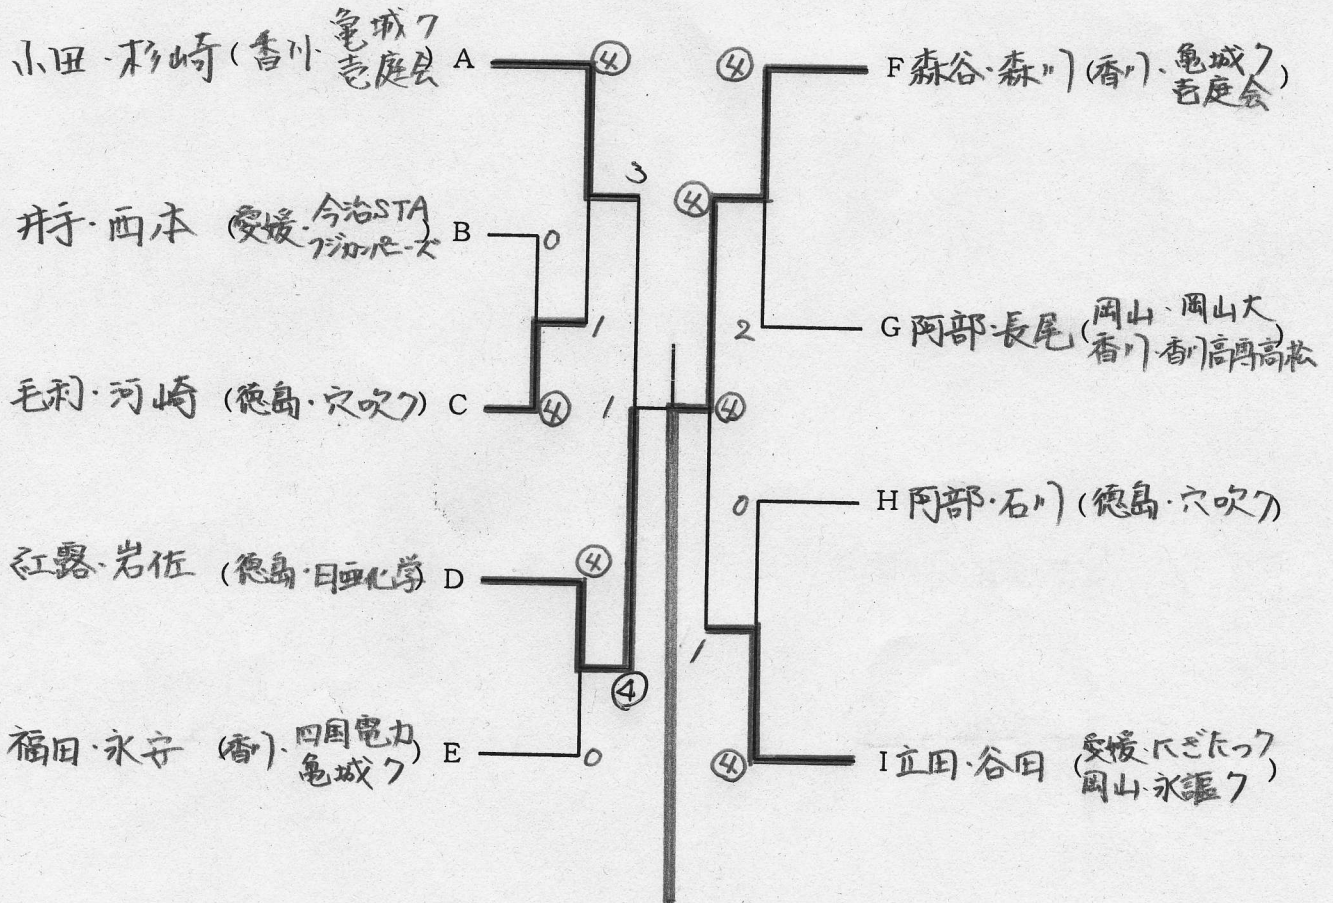 小田・杉崎(香川・亀城ク
壱庭会) A
④
3
井手・西本 (愛媛・今治STA
フジカンパニーズ) B
0
1
毛利・河崎 (徳島・穴吹ク) C
④
1
紅露・岩佐 (徳島・日亜化学) D
④
④
福田・永安 (香川・四国電力
亀城ク) E
0
④
F 森谷・森川 (香川・亀城ク
壱庭会)
④
2
G 阿部・長尾 (岡山・岡山大
香川・香川高専高松)
④
0
H 阿部・石川 (徳島・穴吹ク)
1
④
I 立田・谷田 (愛媛・にぎたつク
岡山・永謳ク)